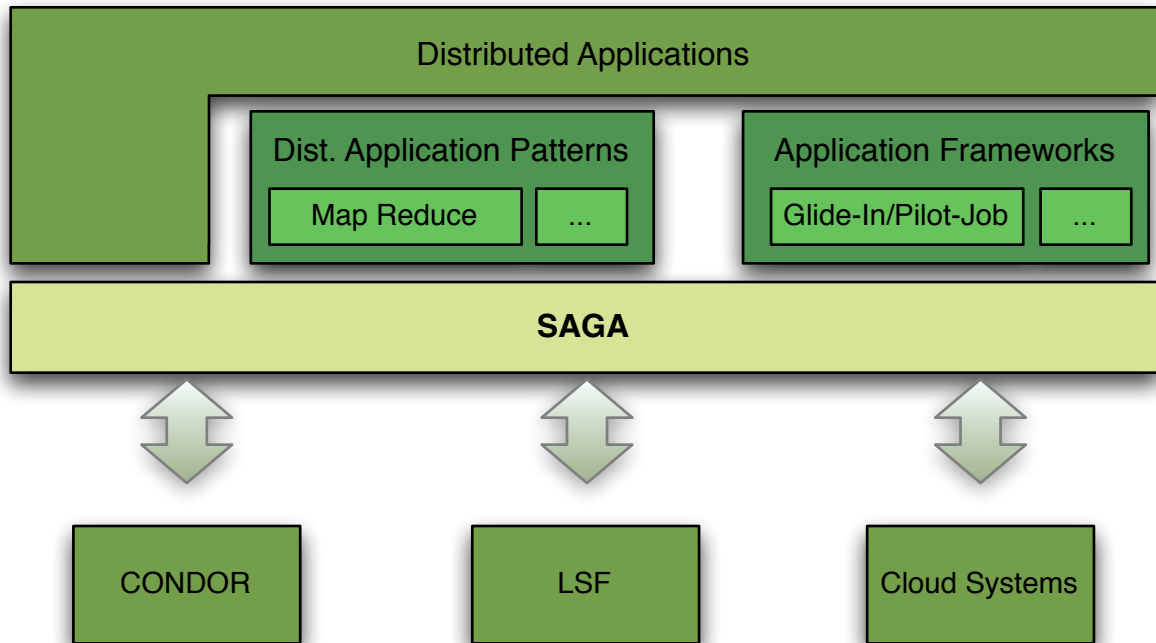 Distributed Applications
Dist. Application Patterns
Application Frameworks
Map Reduce
...
Glide-In/Pilot-Job
...
SAGA
CONDOR
LSF
Cloud Systems